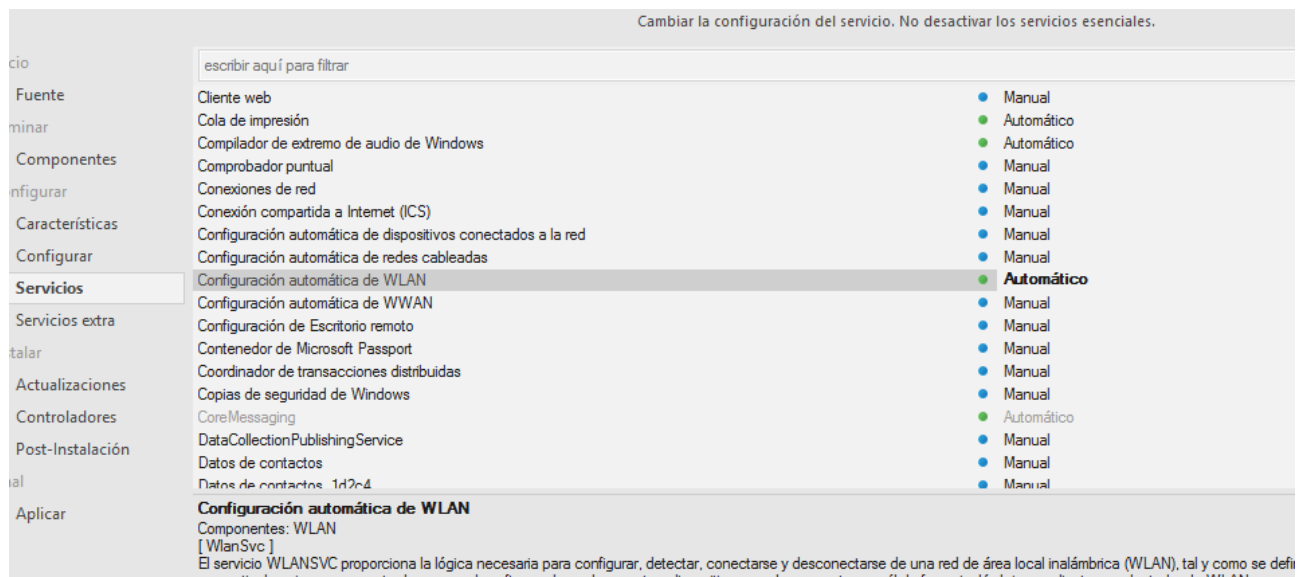 Cambiar la configuración del servicio. No desactivar los servicios esenciales.
cio
Fuente
minar
Componentes
nfigurar
Características
Configurar
Servicios
Servicios extra
talar
Actualizaciones
Controladores
Post-Instalación
al
Aplicar
escribir aquí para filtrar
Cliente web Manual
Cola de impresión Automático
Compilador de extremo de audio de Windows Automático
Comprobador puntual Manual
Conexiones de red Manual
Conexión compartida a Internet (ICS) Manual
Configuración automática de dispositivos conectados a la red Manual
Configuración automática de redes cableadas Manual
Configuración automática de WLAN Automático
Configuración automática de WWAN Manual
Configuración de Escritorio remoto Manual
Contenedor de Microsoft Passport Manual
Coordinador de transacciones distribuidas Manual
Copias de seguridad de Windows Manual
CoreMessaging Automático
DataCollectionPublishingService Manual
Datos de contactos Manual
Datos de contactos_1d2c4 Manual
Configuración automática de WLAN
Componentes: WLAN
[ WlanSvc ]
El servicio WLANSVC proporciona la lógica necesaria para configurar, detectar, conectarse y desconectarse de una red de área local inalámbrica (WLAN), tal y como se defi